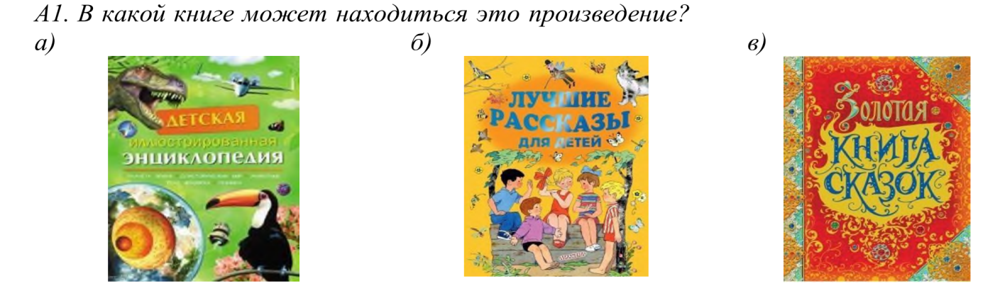 А1. В какой книге может находиться это произведение?
а) б) в)
ДЕТСКАЯ
иллюстрированная
ЭНЦИКЛОПЕДИЯ
ЛУЧШИЕ
РАССКАЗЫ
ДЛЯ ДЕТЕЙ
Золотая
КНИГА
СКАЗОК